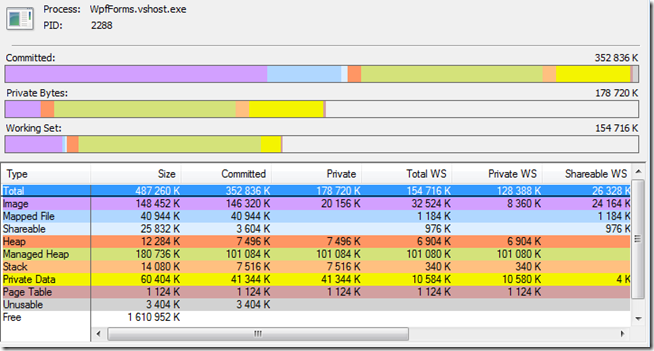 Process: WpfForms.vshost.exe
PID: 2288
Committed: 352 836 K
Private Bytes: 178 720 K
Working Set: 154 716 K
Type Size Committed Private Total WS Private WS Shareable WS
Total 487 260 K 352 836 K 178 720 K 154 716 K 128 388 K 26 328 K
Image 148 452 K 146 320 K 20 156 K 32 524 K 8 360 K 24 164 K
Mapped File 40 944 K 40 944 K 1 184 K 1 184 K
Shareable 25 832 K 3 604 K 976 K 976 K
Heap 12 284 K 7 496 K 7 496 K 6 904 K 6 904 K
Managed Heap 180 736 K 101 084 K 101 084 K 101 080 K 101 080 K
Stack 14 080 K 7 516 K 7 516 K 340 K 340 K
Private Data 60 404 K 41 344 K 41 344 K 10 584 K 10 580 K 4 K
Page Table 1 124 K 1 124 K 1 124 K 1 124 K 1 124 K
Unusable 3 404 K 3 404 K
Free 1 610 952 K